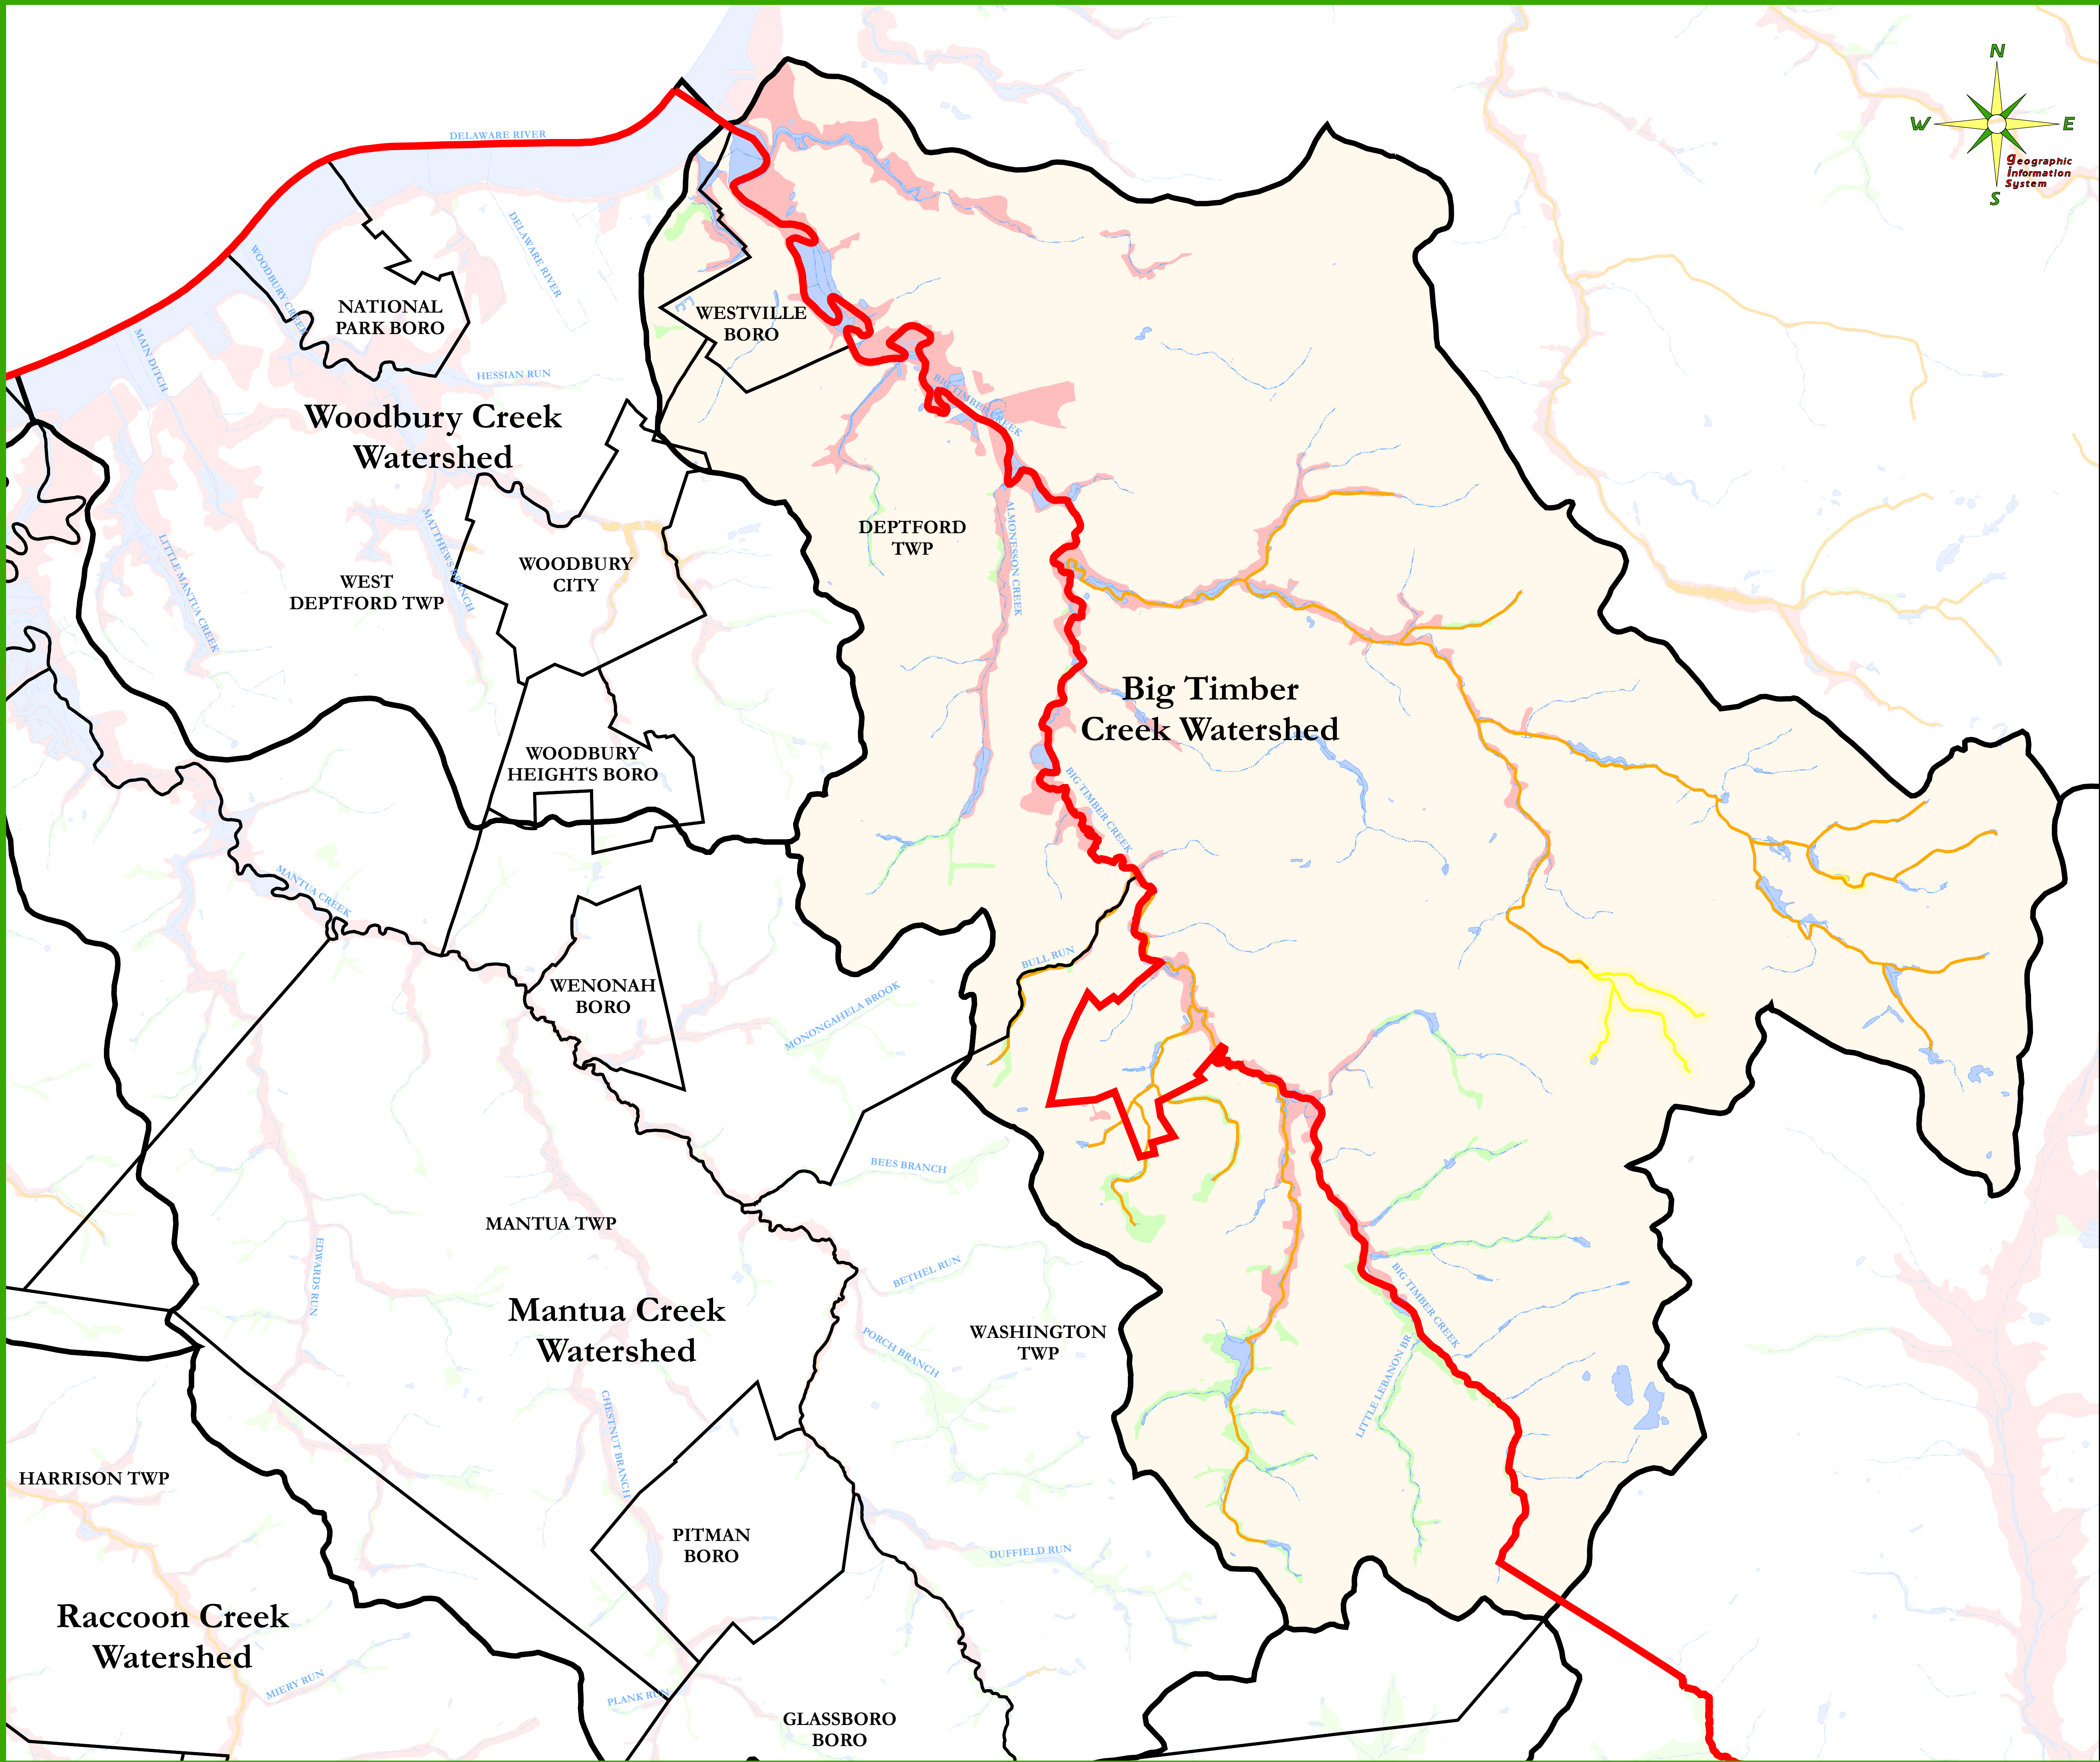 N
W
E
Geographic
Information
System
S
DELAWARE RIVER
DELAWARE RIVER
WOODBURY CREEK
MAIN DITCH
NATIONAL
PARK BORO
WESTVILLE
BORO
HESSIAN RUN
BIG TIMBER CREEK
Woodbury Creek
Watershed
DEPTFORD
TWP
ALMONESSON CREEK
MATTHEWS BRANCH
LITTLE MANTUA CREEK
WOODBURY
CITY
WEST
DEPTFORD TWP
Big Timber
Creek Watershed
WOODBURY
HEIGHTS BORO
BIG TIMBER CREEK
MANTUA CREEK
BULL RUN
WENONAH
BORO
MONONGAHELA BROOK
BEES BRANCH
MANTUA TWP
EDWARDS RUN
BETHEL RUN
BIG TIMBER CREEK
Mantua Creek
Watershed
WASHINGTON
TWP
PORCH BRANCH
LITTLE LEBANON BR.
CHESTNUT BRANCH
HARRISON TWP
PITMAN
BORO
DUFFIELD RUN
Raccoon Creek
Watershed
MIERY RUN
PLANK RUN
GLASSBORO
BORO